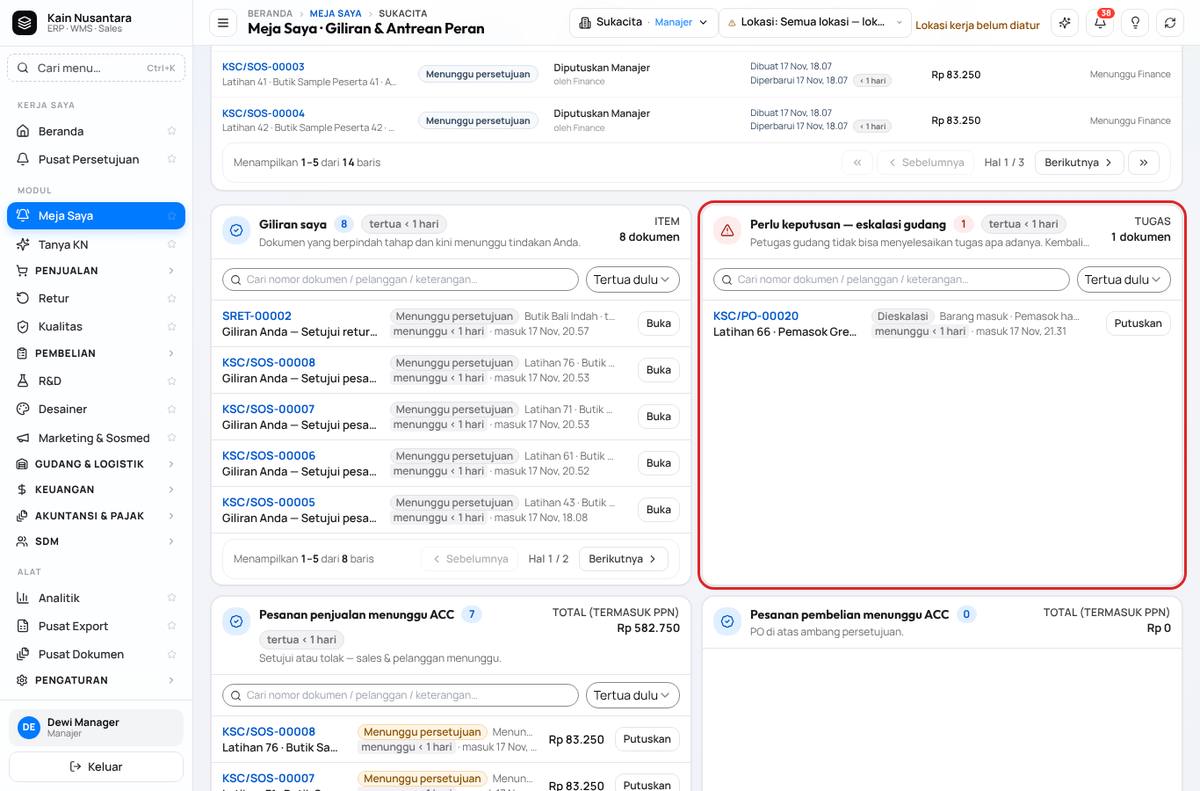 Kain Nusantara
ERP · WMS · Sales
Cari menu...
Ctrl+K
KERJA SAYA
Beranda
Pusat Persetujuan
MODUL
Meja Saya
Tanya KN
PENJUALAN
Retur
Kualitas
PEMBELIAN
R&D
Desainer
Marketing & Sosmed
GUDANG & LOGISTIK
KEUANGAN
AKUNTANSI & PAJAK
SDM
ALAT
Analitik
Pusat Export
Pusat Dokumen
PENGATURAN
DE
Dewi Manager
Manajer
Keluar
BERANDA > MEJA SAYA > SUKACITA
Meja Saya · Giliran & Antrean Peran
Sukacita · Manajer
Lokasi: Semua lokasi — lok...
Lokasi kerja belum diatur
38
KSC/SOS-00003
Latihan 41 · Butik Sample Peserta 41 · A...
Menunggu persetujuan
Diputuskan Manajer
oleh Finance
Dibuat 17 Nov, 18.07
Diperbarui 17 Nov, 18.07 < 1 hari
Rp 83.250
Menunggu Finance
KSC/SOS-00004
Latihan 42 · Butik Sample Peserta 42 · ...
Menunggu persetujuan
Diputuskan Manajer
oleh Finance
Dibuat 17 Nov, 18.07
Diperbarui 17 Nov, 18.07 < 1 hari
Rp 83.250
Menunggu Finance
Menampilkan 1–5 dari 14 baris
« < Sebelumnya Hal 1 / 3 Berikutnya > »
Giliran saya 8 tertua < 1 hari
Dokumen yang berpindah tahap dan kini menunggu tindakan Anda.
ITEM
8 dokumen
Cari nomor dokumen / pelanggan / keterangan...
Tertua dulu
SRET-00002
Giliran Anda — Setujui retur...
Menunggu persetujuan Butik Bali Indah · t...
menunggu < 1 hari · masuk 17 Nov, 20.57
Buka
KSC/SOS-00008
Giliran Anda — Setujui pesa...
Menunggu persetujuan Latihan 76 · Butik ...
menunggu < 1 hari · masuk 17 Nov, 20.53
Buka
KSC/SOS-00007
Giliran Anda — Setujui pesa...
Menunggu persetujuan Latihan 71 · Butik ...
menunggu < 1 hari · masuk 17 Nov, 20.53
Buka
KSC/SOS-00006
Giliran Anda — Setujui pesa...
Menunggu persetujuan Latihan 61 · Butik ...
menunggu < 1 hari · masuk 17 Nov, 20.52
Buka
KSC/SOS-00005
Giliran Anda — Setujui pesa...
Menunggu persetujuan Latihan 43 · Butik ...
menunggu < 1 hari · masuk 17 Nov, 18.08
Buka
Menampilkan 1–5 dari 8 baris
< Sebelumnya Hal 1 / 2 Berikutnya >
Perlu keputusan — eskalasi gudang 1 tertua < 1 hari
Petugas gudang tidak bisa menyelesaikan tugas apa adanya. Kembali...
TUGAS
1 dokumen
Cari nomor dokumen / pelanggan / keterangan...
Tertua dulu
KSC/PO-00020
Latihan 66 · Pemasok Gre...
Dieskalasi Barang masuk · Pemasok ha...
menunggu < 1 hari · masuk 17 Nov, 21.31
Putuskan
Pesanan penjualan menunggu ACC 7
tertua < 1 hari
Setujui atau tolak — sales & pelanggan menunggu.
TOTAL (TERMASUK PPN)
Rp 582.750
Cari nomor dokumen / pelanggan / keterangan...
Tertua dulu
KSC/SOS-00008
Latihan 76 · Butik Sa...
Menunggu persetujuan Menun...
menunggu < 1 hari · masuk 17 Nov, ...
Rp 83.250
Putuskan
KSC/SOS-00007
Menunggu persetujuan Menun...
Rp 83.250
Putuskan
Pesanan pembelian menunggu ACC 0
PO di atas ambang persetujuan.
TOTAL (TERMASUK PPN)
Rp 0